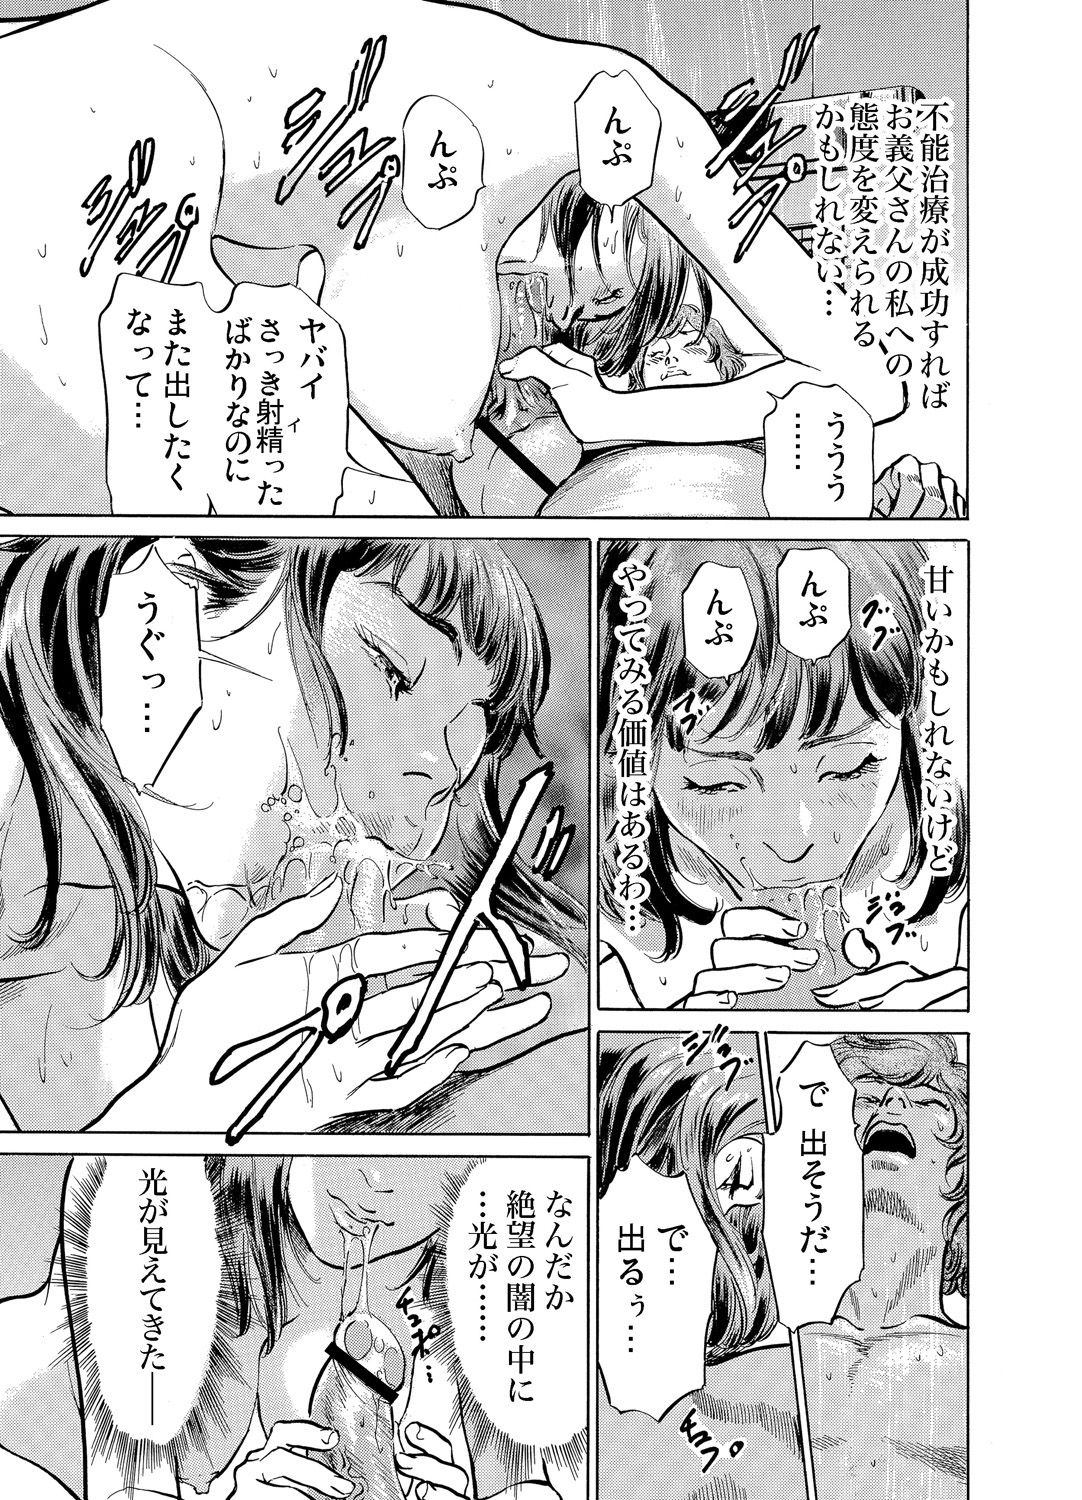 不能治療が成功すれば
お義父さんの私への
態度を変えられる
かもしれない…
んぷ
んぷ
ううう
……
ヤバイ
さっき射精ィった
ばかりなのに
また出したく
なって…
甘いかもしれないけど
んぷ
んぷ
やってみる価値はあるわ…
うぐっ…
で 出そうだ…
で…
出るぅ…
なんだか
絶望の闇の中に
…光が……
光が見えてきた―